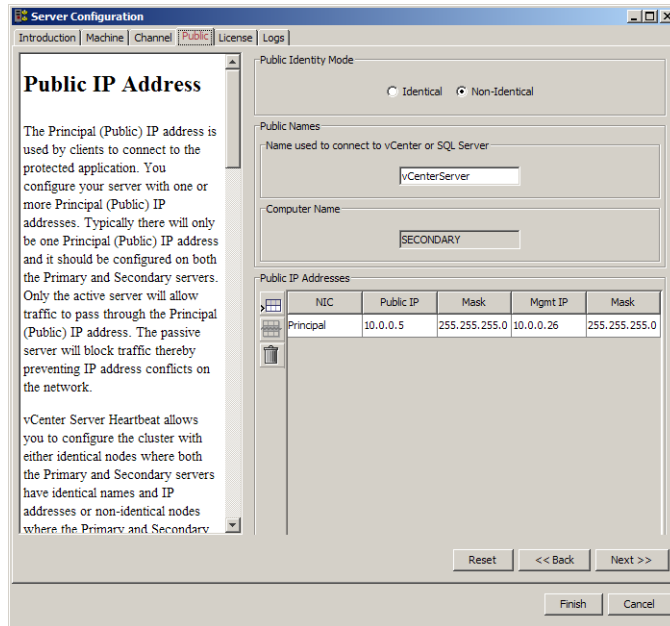 Server Configuration
Introduction Machine Channel Public License Logs
Public IP Address
The Principal (Public) IP address is
used by clients to connect to the
protected application. You
configure your server with one or
more Principal (Public) IP
addresses. Typically there will only
be one Principal (Public) IP address
and it should be configured on both
the Primary and Secondary servers.
Only the active server will allow
traffic to pass through the Principal
(Public) IP address. The passive
server will block traffic thereby
preventing IP address conflicts on
the network.
vCenter Server Heartbeat allows
you to configure the cluster with
either identical nodes where both
the Primary and Secondary servers
have identical names and IP
addresses or non-identical nodes
where the Primary and Secondary
Public Identity Mode
Identical Non-Identical
Public Names
Name used to connect to vCenter or SQL Server
vCenterServer
Computer Name
SECONDARY
Public IP Addresses
NIC Public IP Mask Mgmt IP Mask
Principal 10.0.0.5 255.255.255.0 10.0.0.26 255.255.255.0
Reset << Back Next >>
Finish Cancel